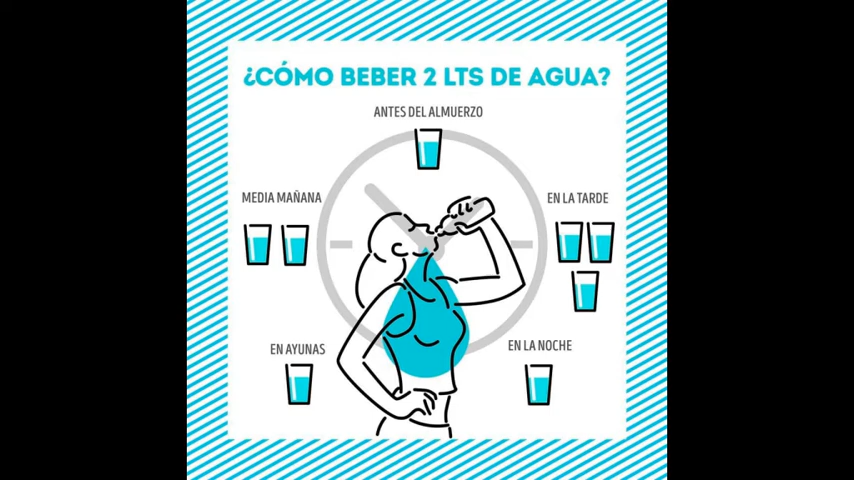 ¿CÓMO BEBER 2 LTS DE AGUA?
ANTES DEL ALMUERZO
MEDIA MAÑANA
EN LA TARDE
EN AYUNAS
EN LA NOCHE